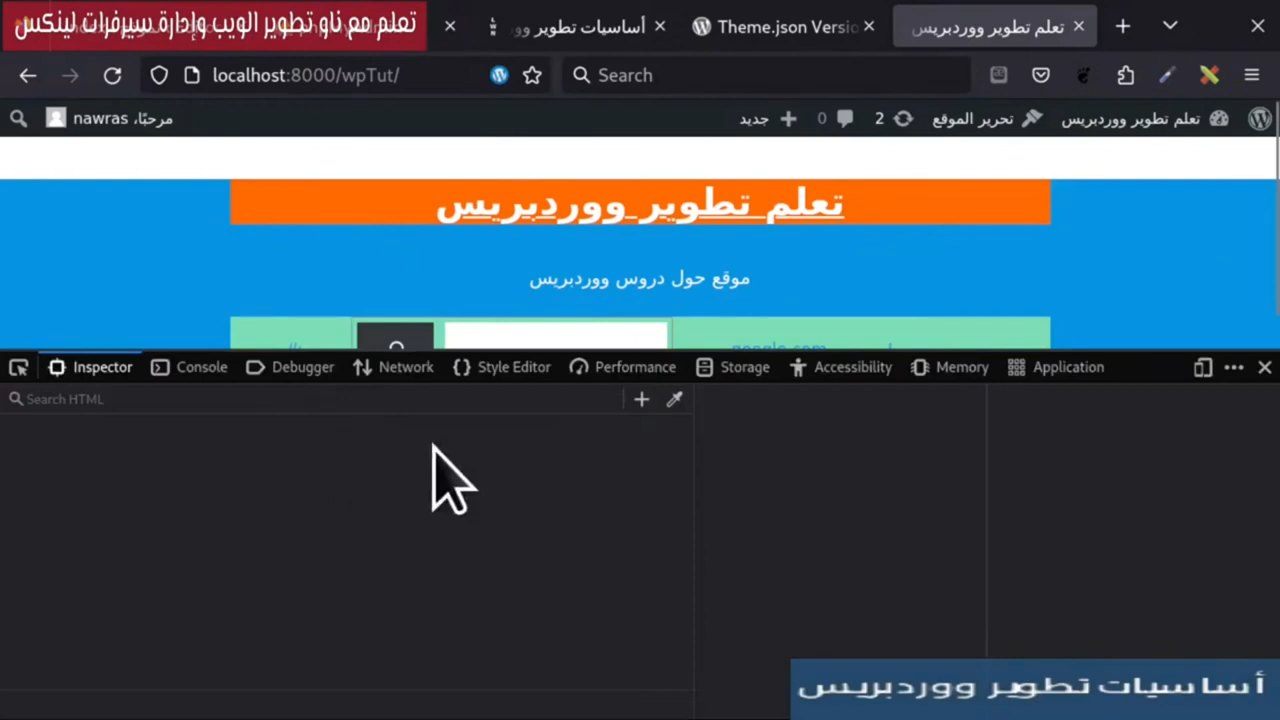 تعلم مع ناو تطوير الويب وإدارة سيرفرات لينكس
أساسيات تطوير
Theme.json Versio
تعلم تطوير ووردبريس
localhost:8000/wpTut/
Search
مرحبًا، nawras
جديد
0
2
تحرير الموقع
تعلم تطوير ووردبريس
تعلم تطوير ووردبريس
موقع حول دروس ووردبريس
Inspector
Console
Debugger
Network
Style Editor
Performance
Storage
Accessibility
Memory
Application
Search HTML
أساسيات تطوير ووردبريس